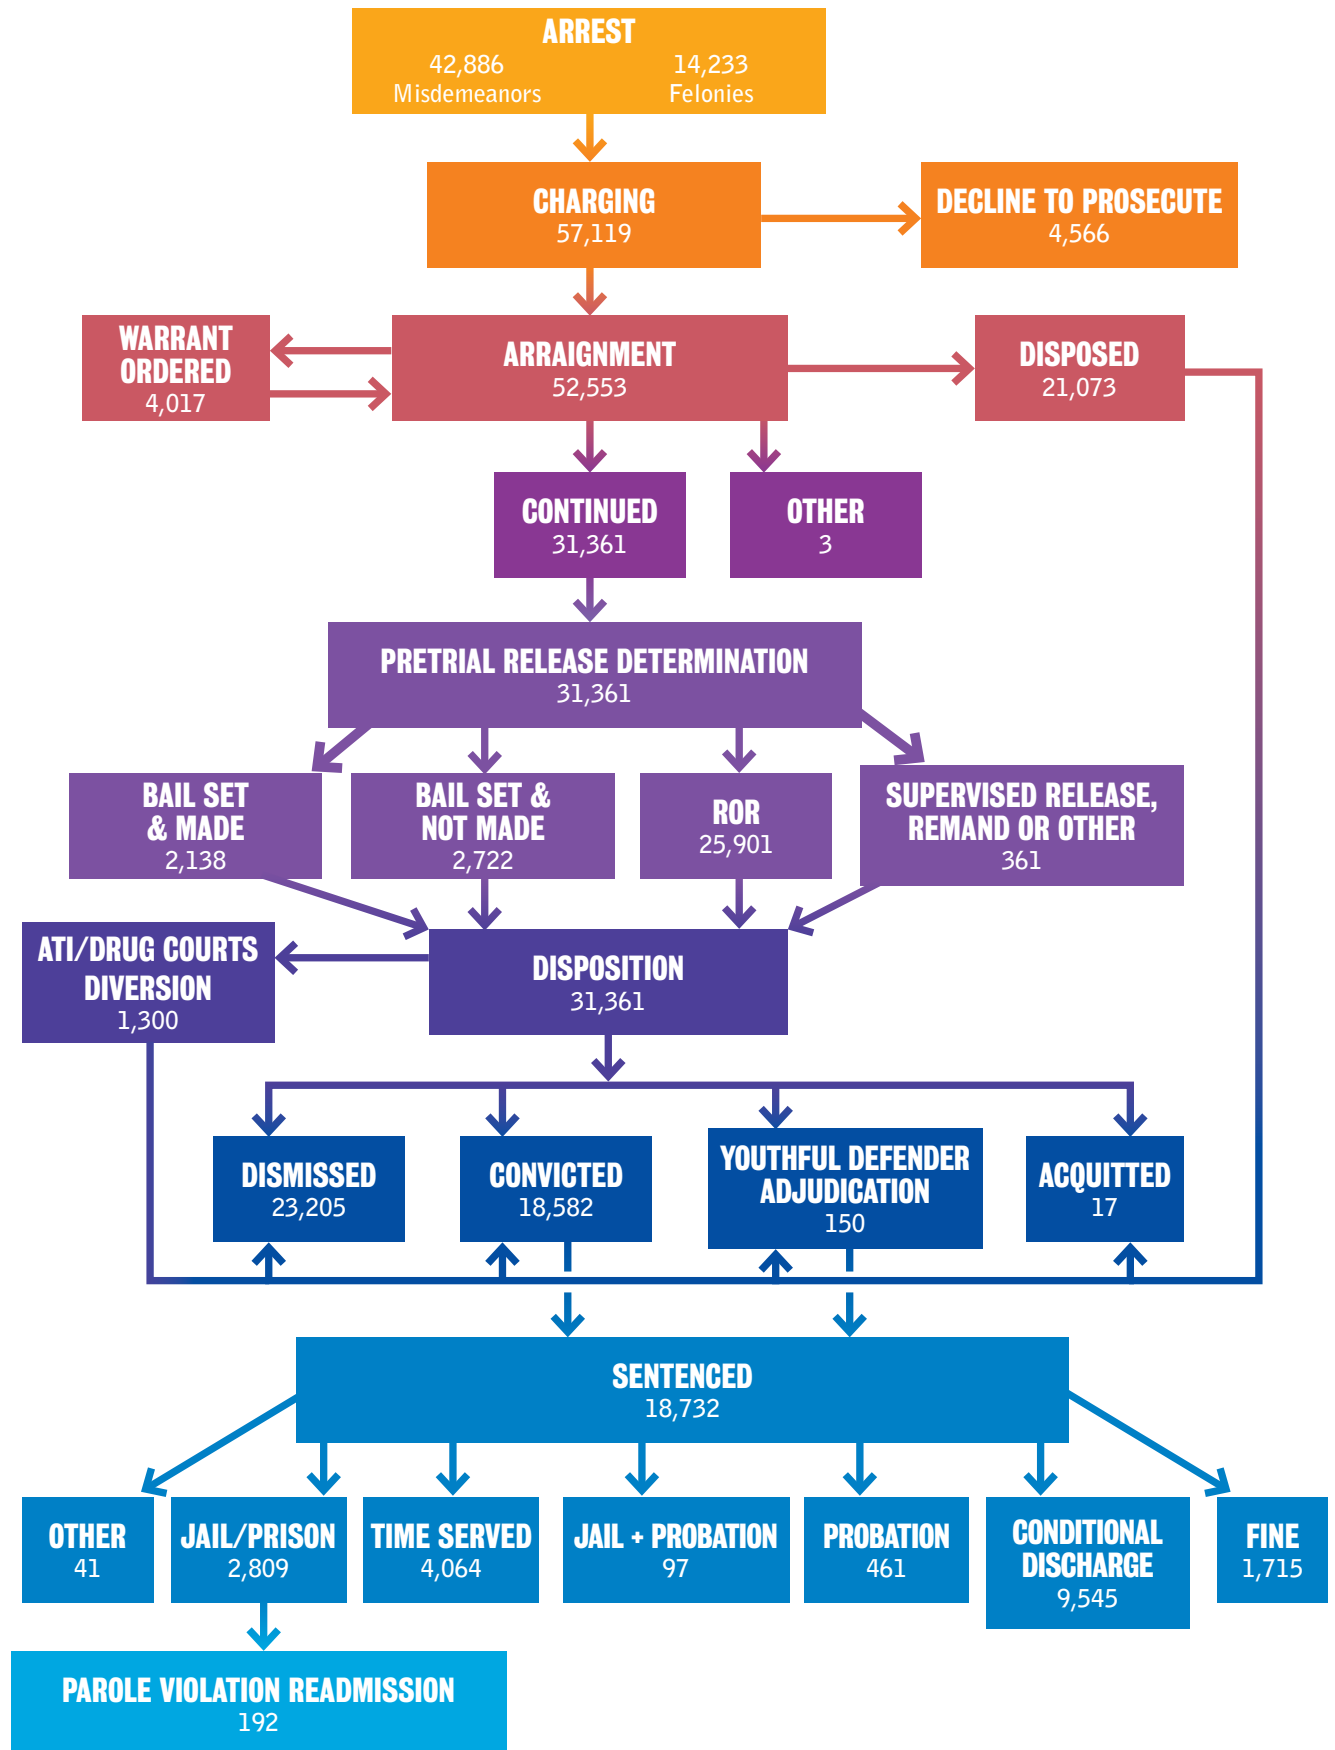 ARREST
42,886
Misdemeanors
14,233
Felonies
CHARGING
57,119
DECLINE TO PROSECUTE
4,566
WARRANT
ORDERED
4,017
ARRAIGNMENT
52,553
DISPOSED
21,073
CONTINUED
31,361
OTHER
3
PRETRIAL RELEASE DETERMINATION
31,361
BAIL SET
& MADE
2,138
BAIL SET &
NOT MADE
2,722
ROR
25,901
SUPERVISED RELEASE,
REMAND OR OTHER
361
ATI/DRUG COURTS
DIVERSION
1,300
DISPOSITION
31,361
DISMISSED
23,205
CONVICTED
18,582
YOUTHFUL DEFENDER
ADJUDICATION
150
ACQUITTED
17
SENTENCED
18,732
OTHER
41
JAIL/PRISON
2,809
TIME SERVED
4,064
JAIL + PROBATION
97
PROBATION
461
CONDITIONAL
DISCHARGE
9,545
FINE
1,715
PAROLE VIOLATION READMISSION
192